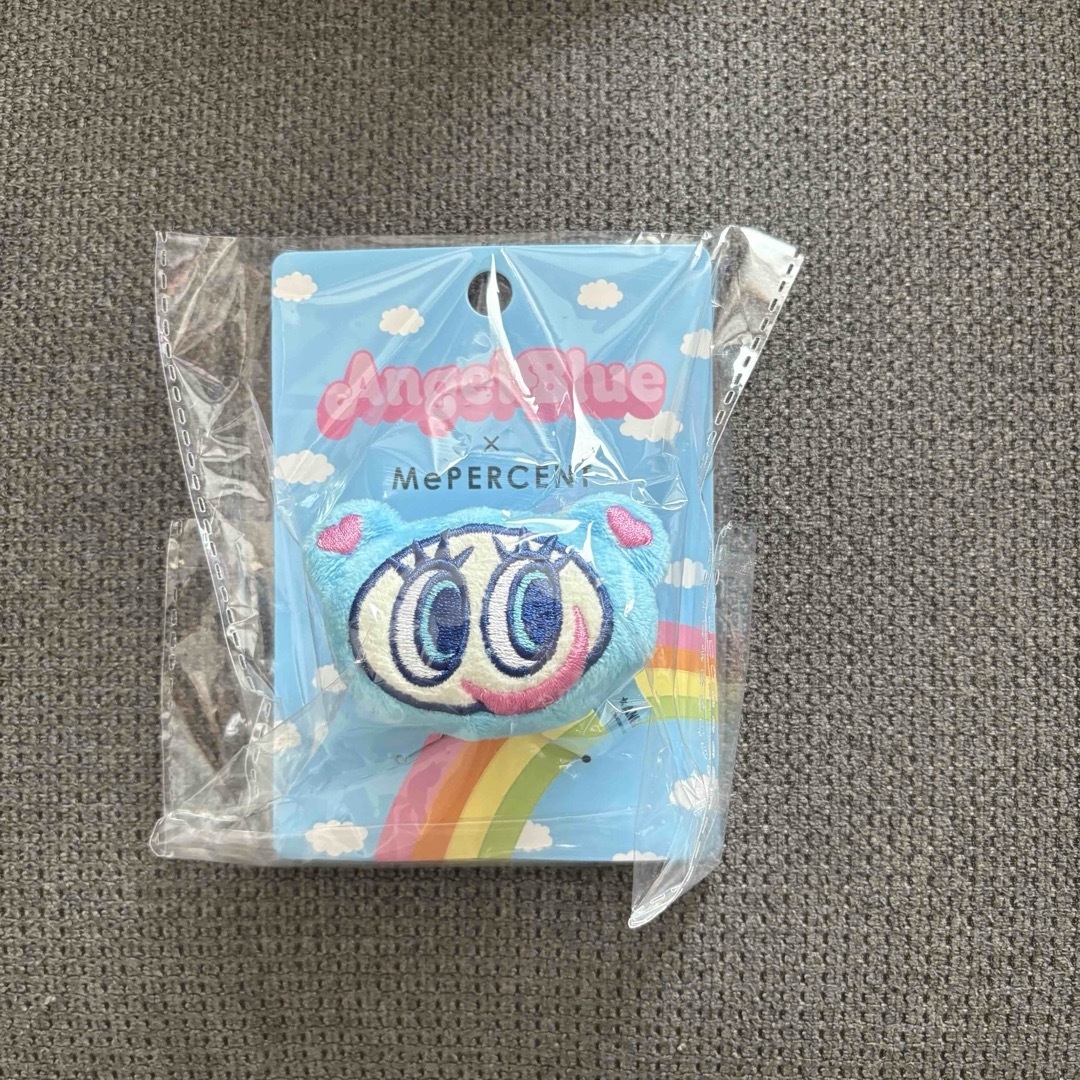 Angel Blue
×
MePERCENT